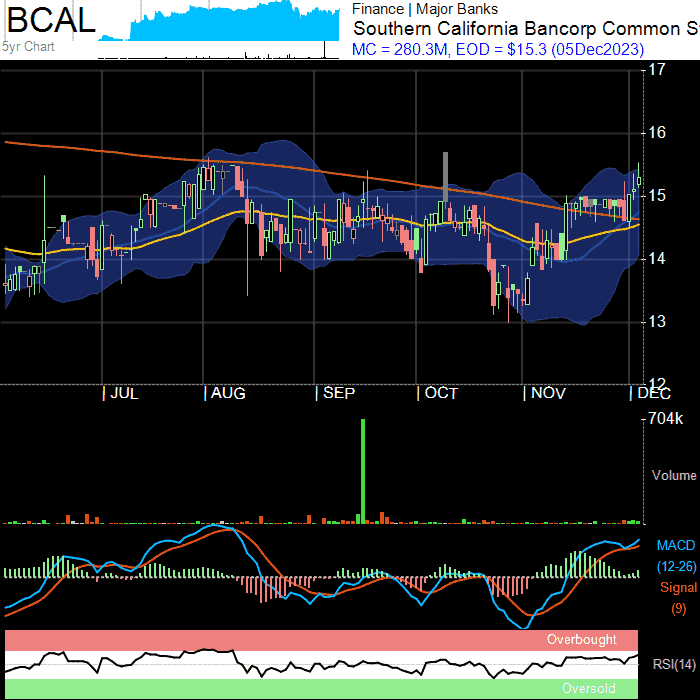 BCAL
5yr Chart
Finance | Major Banks
Southern California Bancorp Common S
MC = 280.3M, EOD = $15.3 (05Dec2023)
17
16
15
14
13
12
| JUL | AUG | SEP | OCT | NOV | DEC
704k
Volume
MACD
(12-26)
Signal
(9)
Overbought
RSI(14)
Oversold